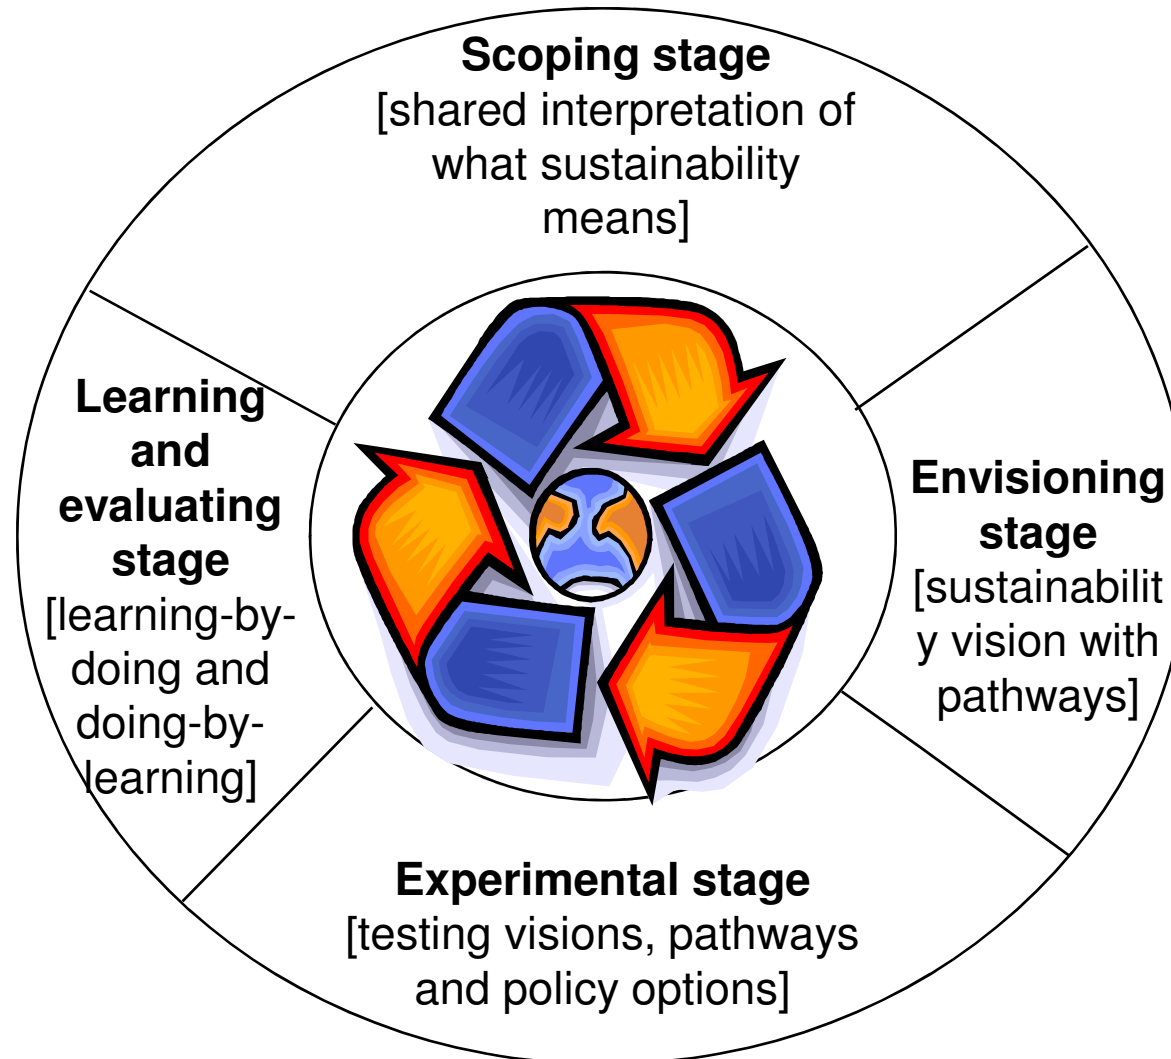 Scoping stage
[shared interpretation of
what sustainability
means]
Envisioning
stage
[sustainabilit
y vision with
pathways]
Experimental stage
[testing visions, pathways
and policy options]
Learning
and
evaluating
stage
[learning-by-
doing and
doing-by-
learning]